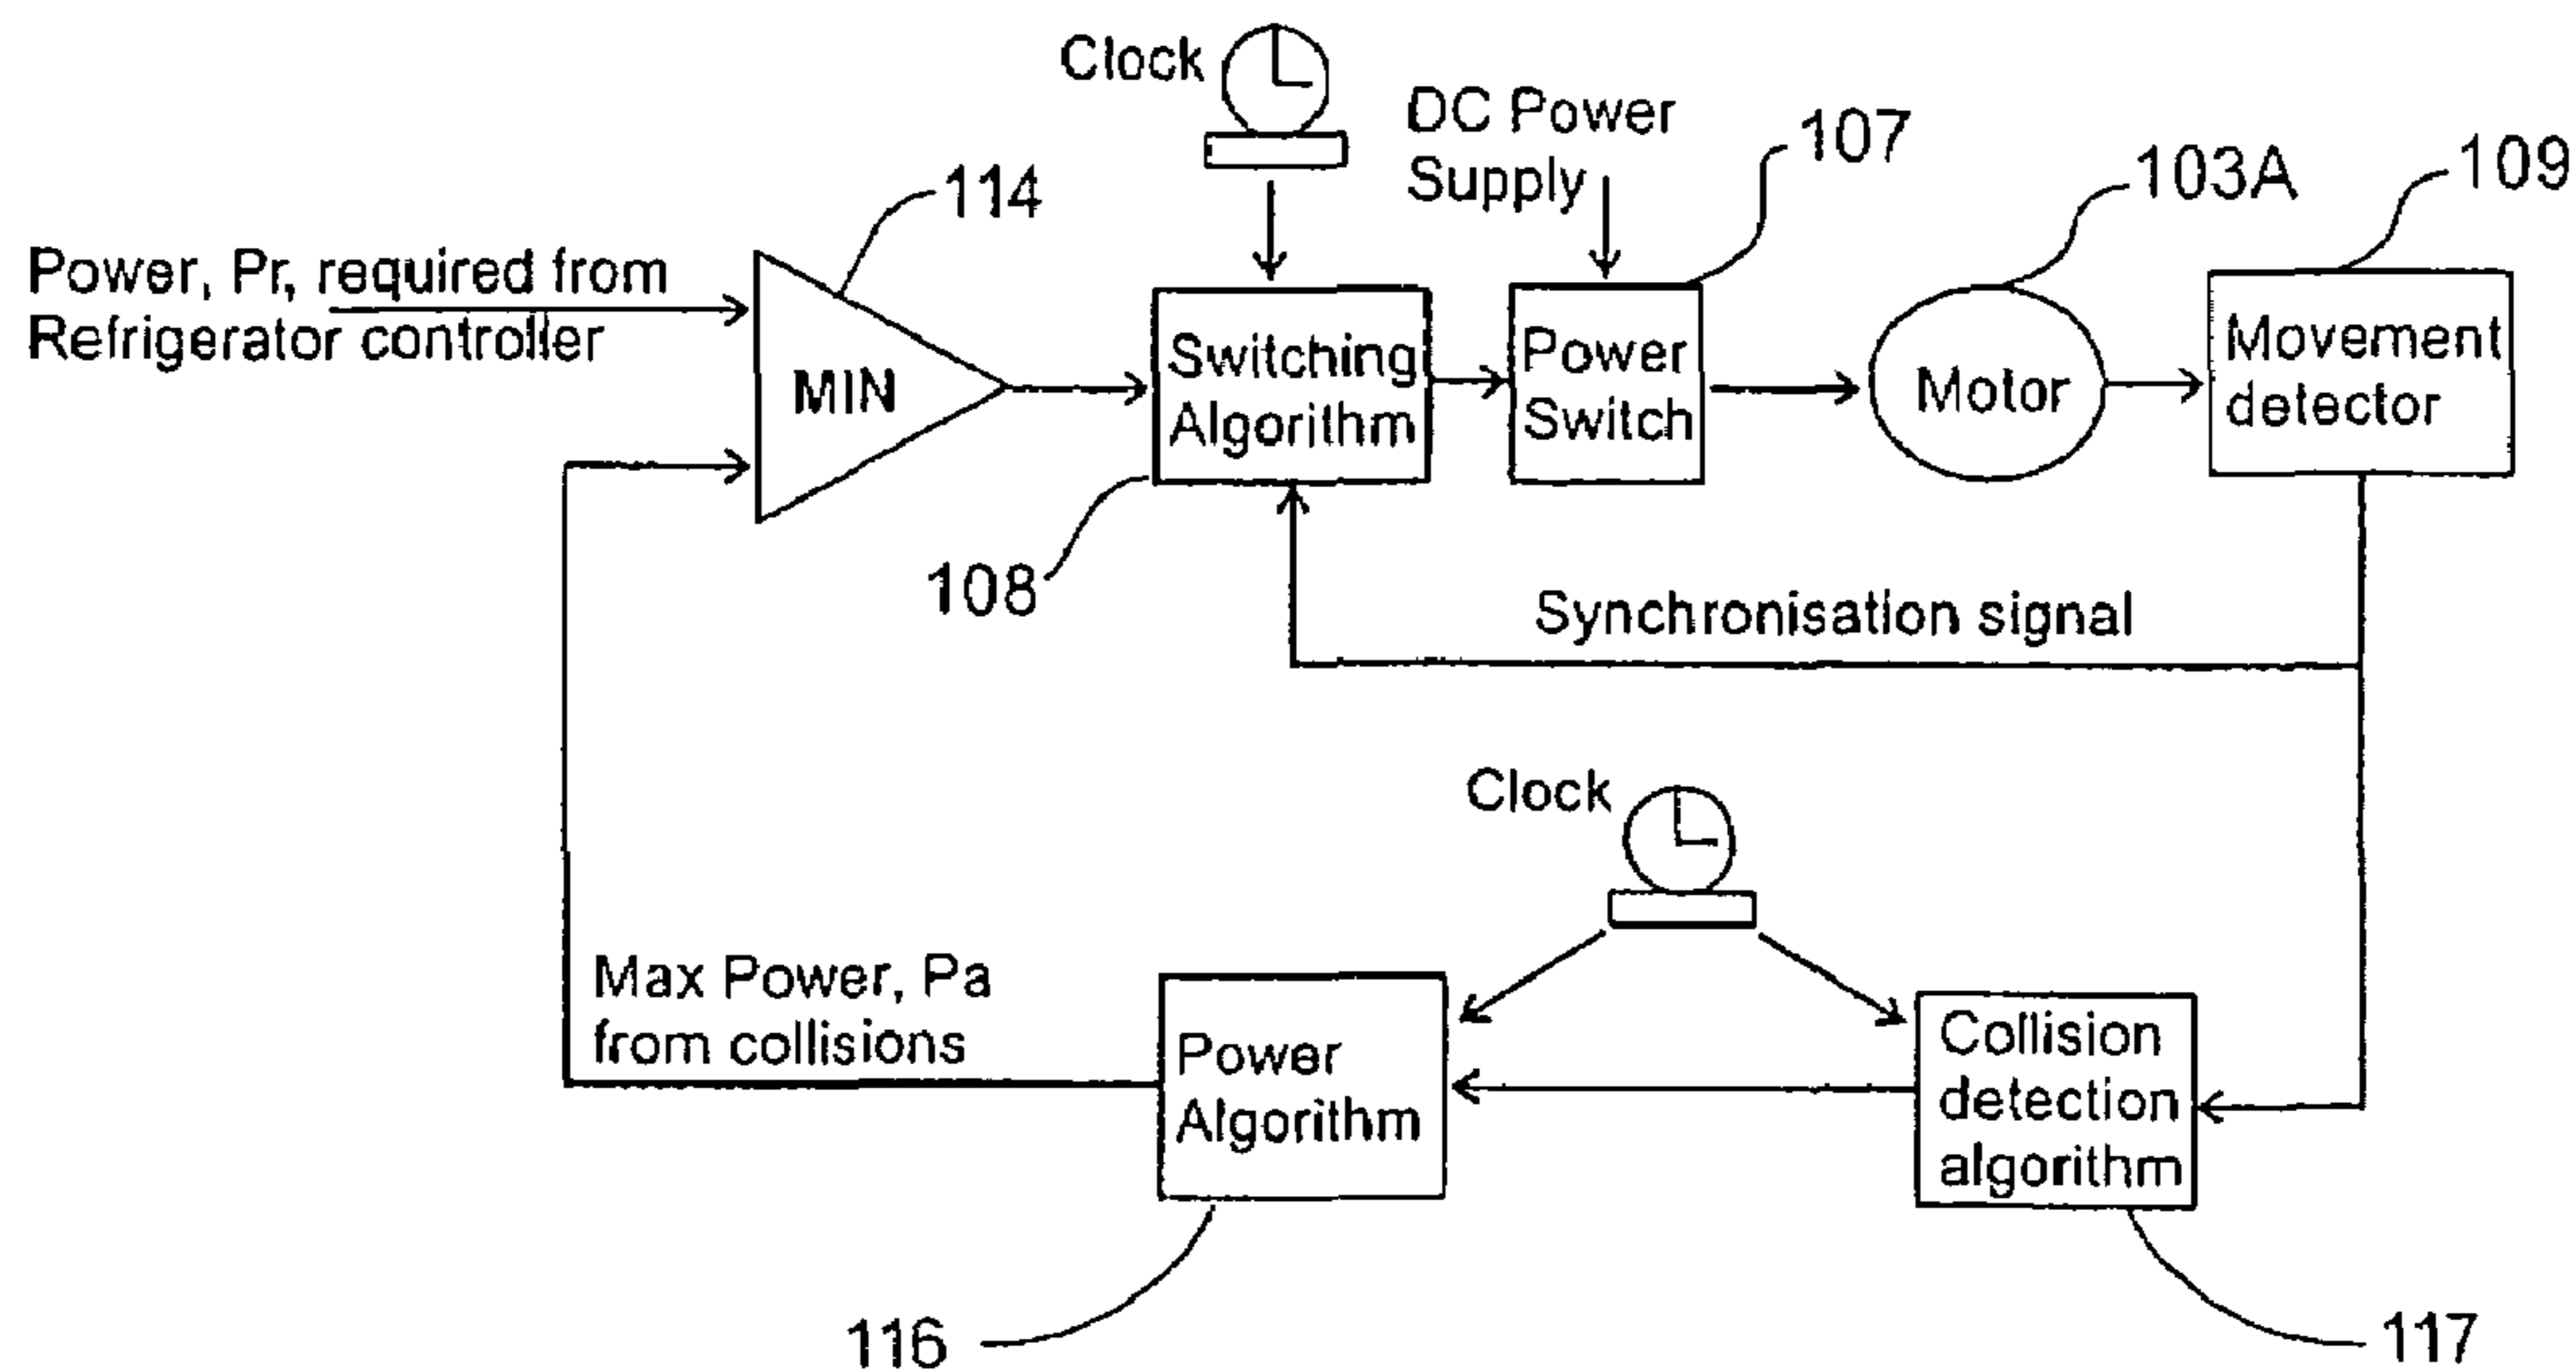 Clock
DC Power
Supply
107
103A
109
114
Power, Pr, required from
Refrigerator controller
MIN
Switching
Algorithm
Power
Switch
Motor
Movement
detector
108
Synchronisation signal
Clock
Max Power, Pa
from collisions
Power
Algorithm
Collision
detection
algorithm
116
117